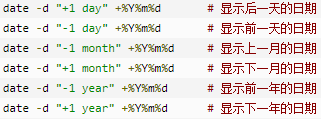 date -d "+1 day" +%Y%m%d # 显示后一天的日期
date -d "-1 day" +%Y%m%d # 显示前一天的日期
date -d "-1 month" +%Y%m%d # 显示上一月的日期
date -d "+1 month" +%Y%m%d # 显示下一月的日期
date -d "-1 year" +%Y%m%d # 显示前一年的日期
date -d "+1 year" +%Y%m%d # 显示下一年的日期